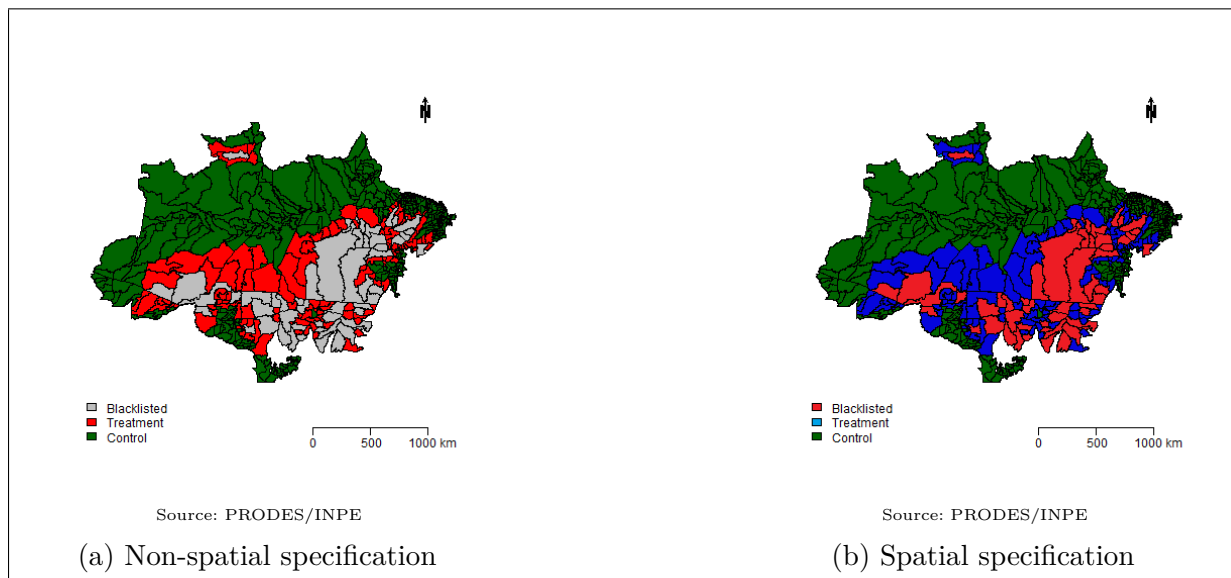 N
Blacklisted
Treatment
Control
0 500 1000 km
Source: PRODES/INPE
(a) Non-spatial specification
N
Blacklisted
Treatment
Control
0 500 1000 km
Source: PRODES/INPE
(b) Spatial specification